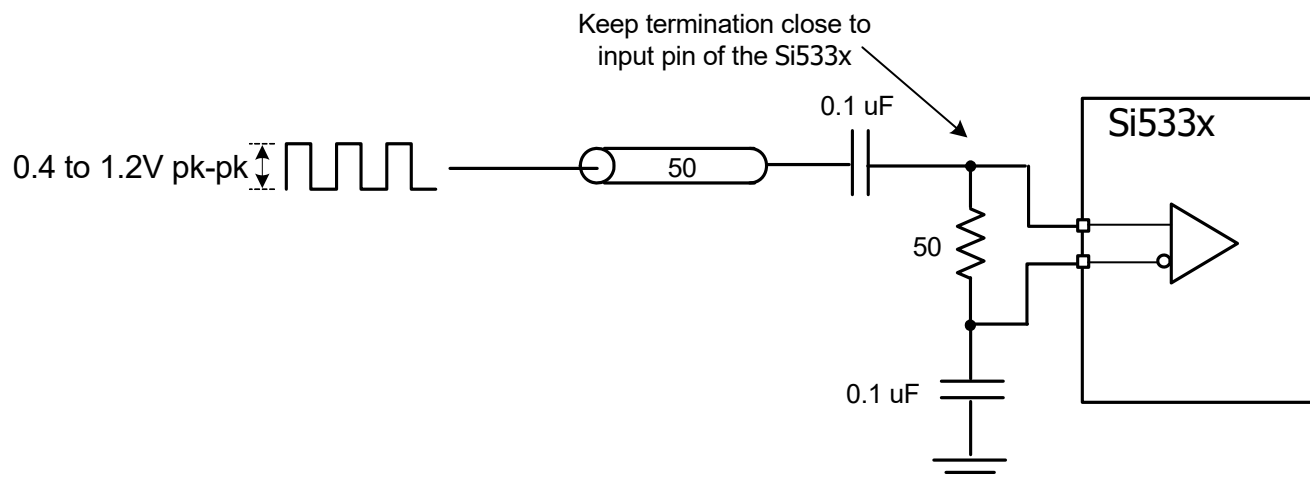 Keep termination close to
input pin of the Si533x
0.1 uF
Si533x
0.4 to 1.2V pk-pk
50
50
0.1 uF